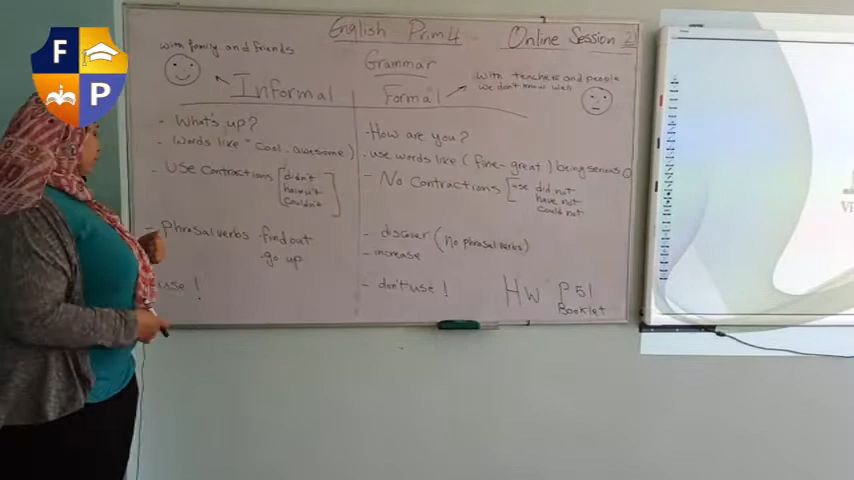 F
P
English Prim 4
Online Session 21
Grammar
with family and friends
Informal
What's up?
words like "cool . awesome )
Use Contractions
didn't
haven't
Couldn't
Phrasal verbs
find out
go up
use !
with teachers and people
we don't know well
Formal
How are you?
use words like ( fine - great ) being serious
No Contractions
use did not
have not
could not
discover (no phrasal verbs)
increase
don't use !
HW P 51
Booklet